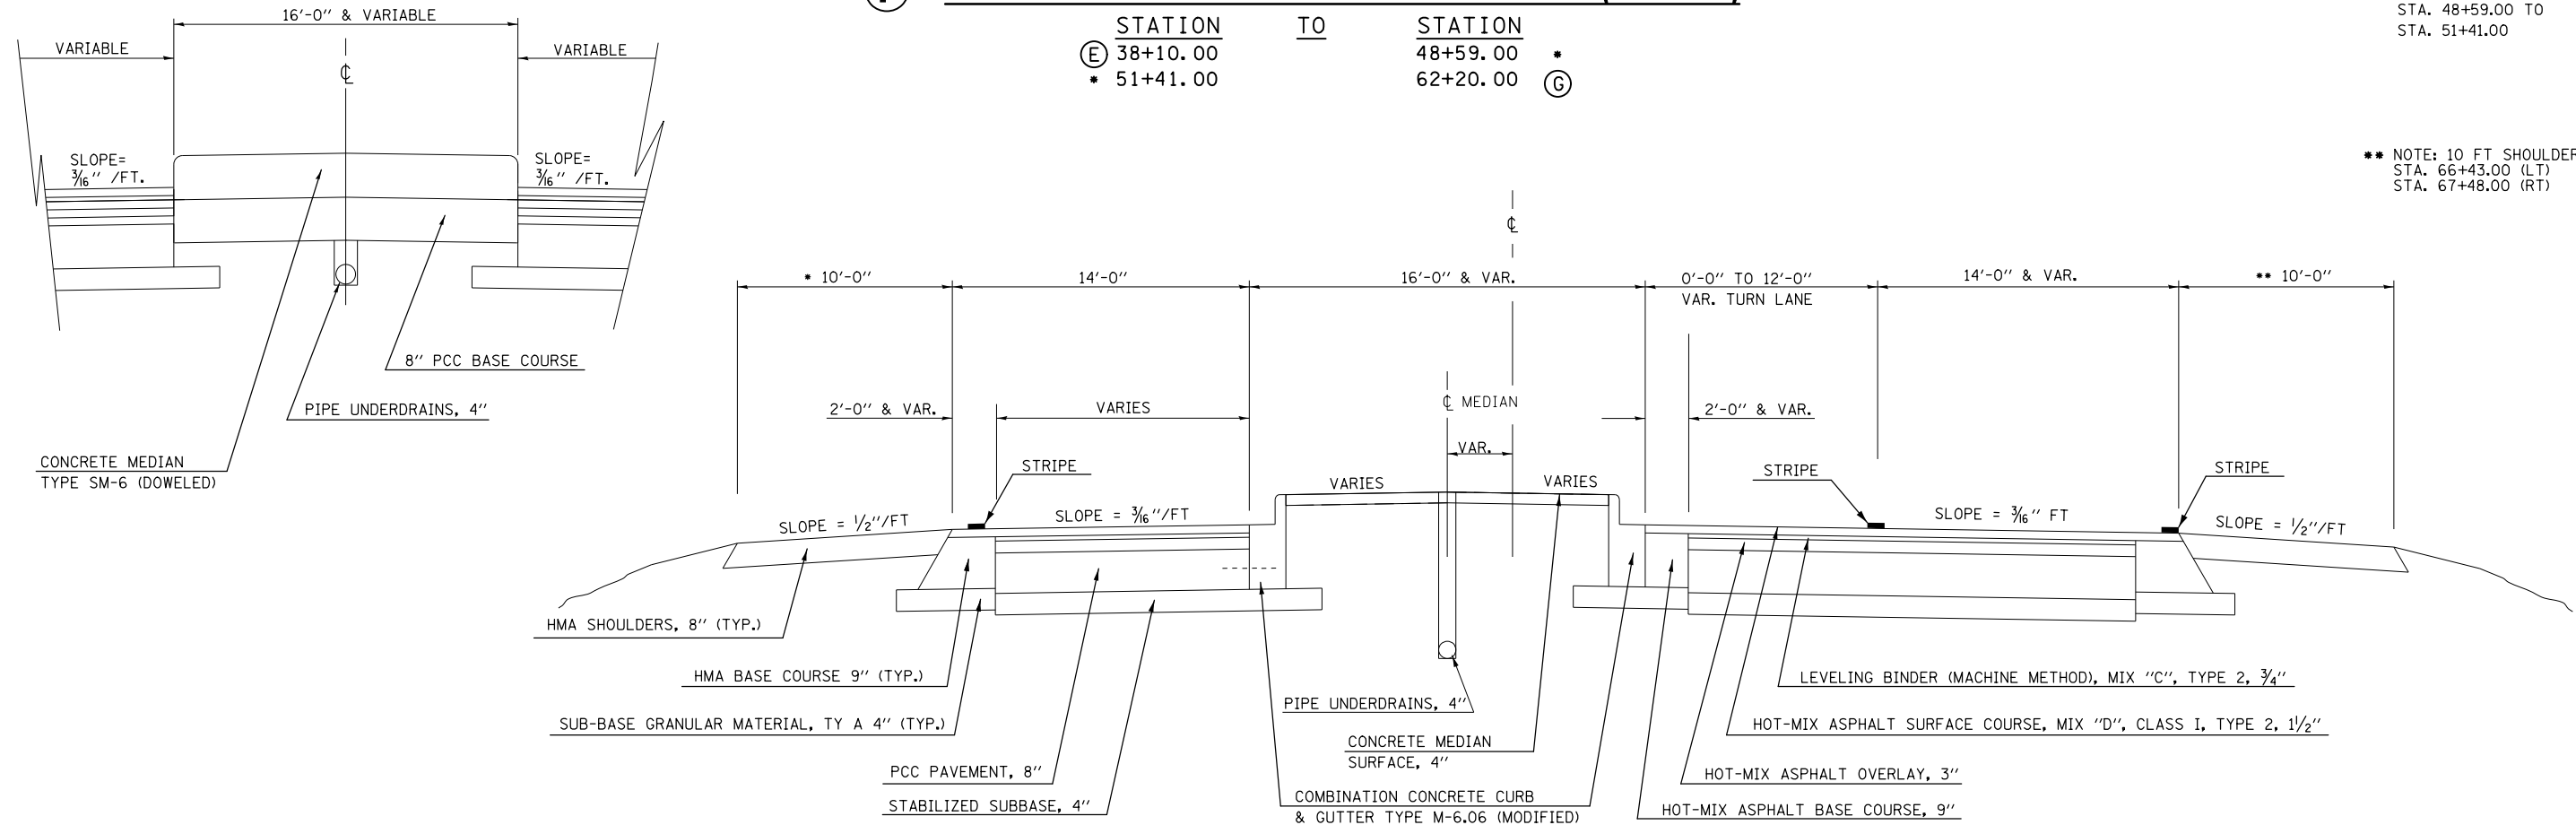 16'-0" & VARIABLE
VARIABLE
VARIABLE
℄
SLOPE=
3/16" /FT.
SLOPE=
3/16" /FT.
8" PCC BASE COURSE
PIPE UNDERDRAINS, 4"
CONCRETE MEDIAN
TYPE SM-6 (DOWELED)
STATION TO STATION
E 38+10.00 48+59.00 *
* 51+41.00 62+20.00 G
STA. 48+59.00 TO
STA. 51+41.00
** NOTE: 10 FT SHOULDER
STA. 66+43.00 (LT)
STA. 67+48.00 (RT)
℄
* 10'-0"
14'-0"
16'-0" & VAR.
0'-0" TO 12'-0"
VAR. TURN LANE
14'-0" & VAR.
** 10'-0"
2'-0" & VAR.
VARIES
℄ MEDIAN
2'-0" & VAR.
VAR.
STRIPE
VARIES
VARIES
STRIPE
STRIPE
SLOPE = 1/2"/FT
SLOPE = 3/16"/FT
SLOPE = 3/16" FT
SLOPE = 1/2"/FT
HMA SHOULDERS, 8" (TYP.)
HMA BASE COURSE 9" (TYP.)
SUB-BASE GRANULAR MATERIAL, TY A 4" (TYP.)
PCC PAVEMENT, 8"
STABILIZED SUBBASE, 4"
PIPE UNDERDRAINS, 4"
CONCRETE MEDIAN
SURFACE, 4"
COMBINATION CONCRETE CURB
& GUTTER TYPE M-6.06 (MODIFIED)
LEVELING BINDER (MACHINE METHOD), MIX "C", TYPE 2, 3/4"
HOT-MIX ASPHALT SURFACE COURSE, MIX "D", CLASS I, TYPE 2, 1 1/2"
HOT-MIX ASPHALT OVERLAY, 3"
HOT-MIX ASPHALT BASE COURSE, 9"